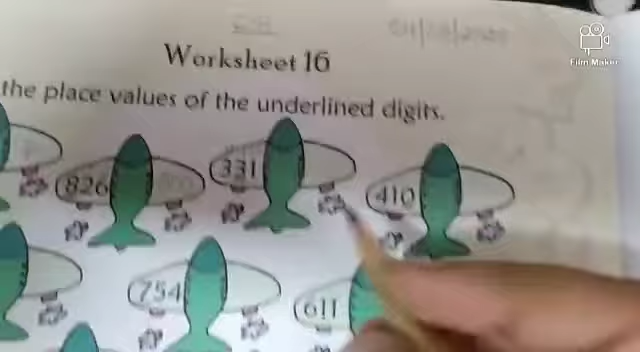 Film Maker
Worksheet 16
the place values of the underlined digits.
826
331
410
754
611